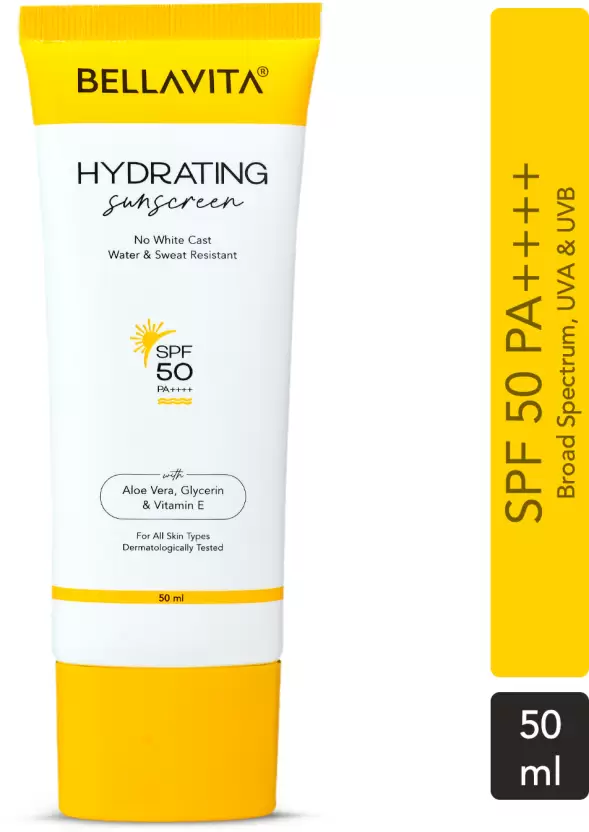 BELLAVITA®
HYDRATING
sunscreen
No White Cast
Water & Sweat Resistant
SPF
50
PA++++
with
Aloe Vera, Glycerin
& Vitamin E
For All Skin Types
Dermatologically Tested
50 ml
SPF 50 PA++++
Broad Spectrum, UVA & UVB
50
ml